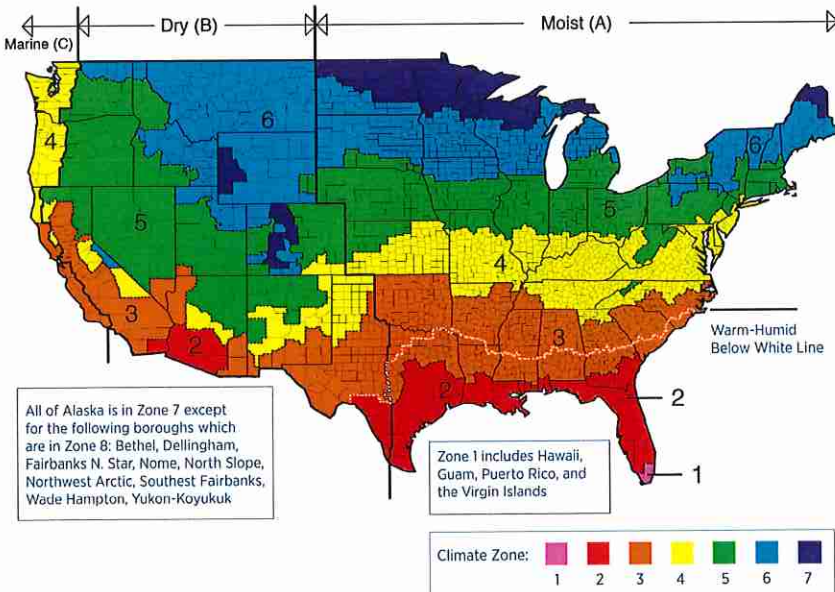 Marine (C)
Dry (B)
Moist (A)
4
6
6
5
5
4
3
3
2
2
Warm-Humid
Below White Line
2
1
All of Alaska is in Zone 7 except
for the following boroughs which
are in Zone 8: Bethel, Dellingham,
Fairbanks N. Star, Nome, North Slope,
Northwest Arctic, Southest Fairbanks,
Wade Hampton, Yukon-Koyukuk
Zone 1 includes Hawaii,
Guam, Puerto Rico, and
the Virgin Islands
Climate Zone:
1 2 3 4 5 6 7